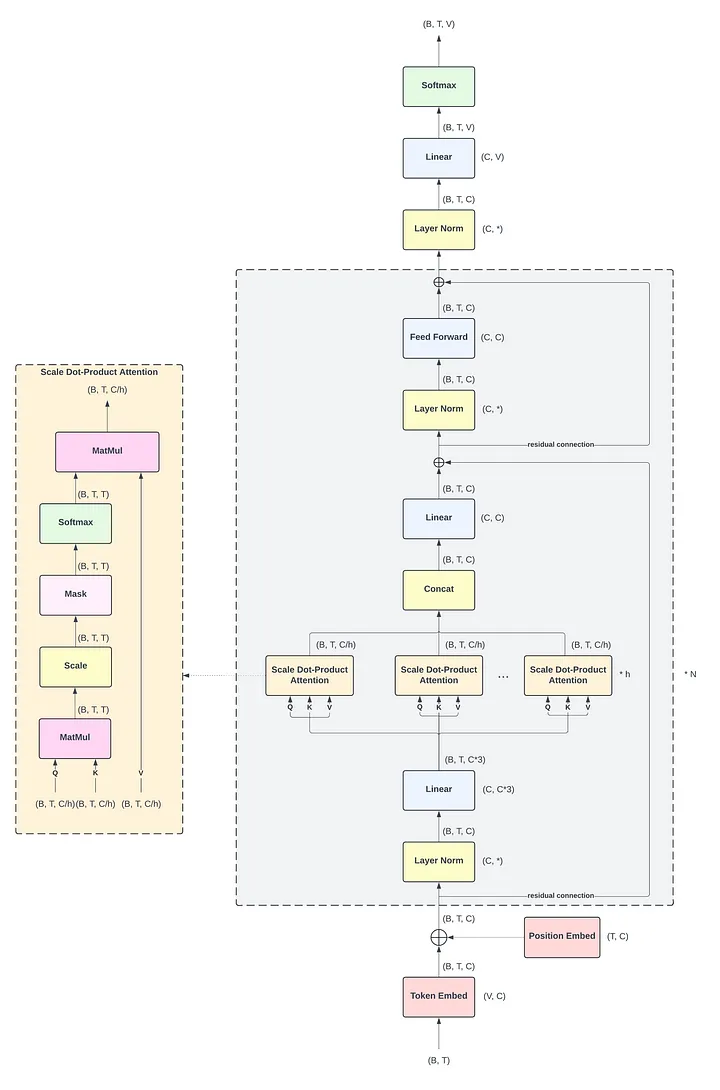 (B, T, V)
Softmax
(B, T, V)
Linear (C, V)
(B, T, C)
Layer Norm (C, *)
(B, T, C)
Feed Forward (C, C)
(B, T, C)
Layer Norm (C, *)
residual connection
(B, T, C)
Linear (C, C)
(B, T, C)
Concat
(B, T, C/h) (B, T, C/h) (B, T, C/h)
Scale Dot-Product
Attention
Scale Dot-Product
Attention
...
Scale Dot-Product
Attention
* h
* N
Q K V Q K V Q K V
(B, T, C*3)
Linear (C, C*3)
(B, T, C)
Layer Norm (C, *)
residual connection
(B, T, C)
Position Embed (T, C)
(B, T, C)
Token Embed (V, C)
(B, T)
Scale Dot-Product Attention
(B, T, C/h)
MatMul
(B, T, T)
Softmax
(B, T, T)
Mask
(B, T, T)
Scale
(B, T, T)
MatMul
Q K V
(B, T, C/h) (B, T, C/h) (B, T, C/h)